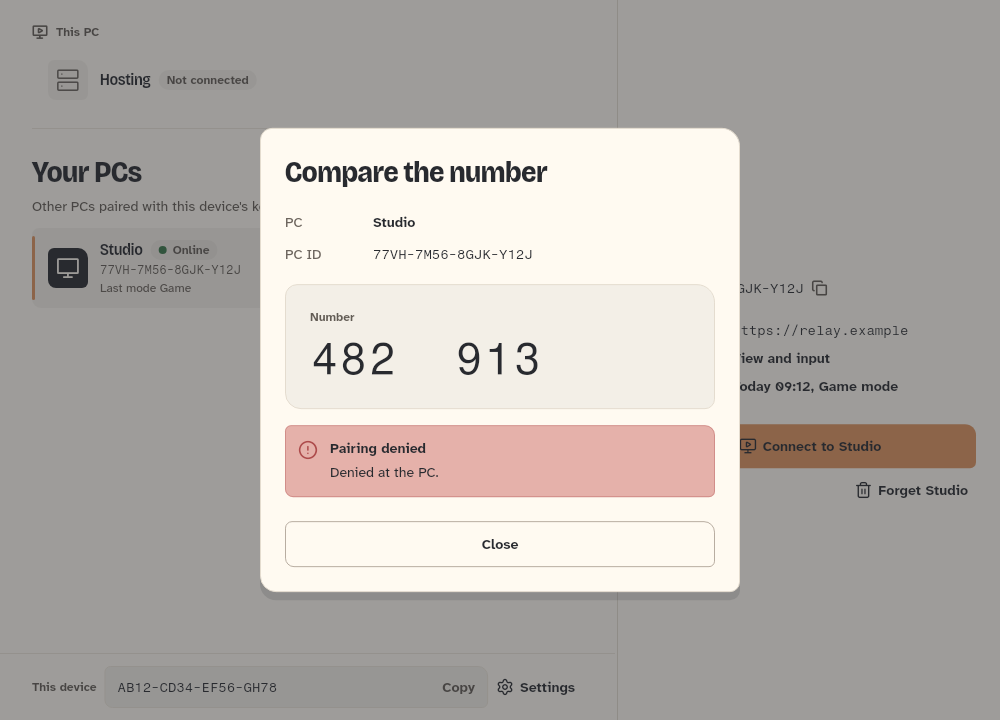 This PC
Hosting
Not connected
Your PCs
Other PCs paired with this device's
Studio
Online
77VH-7M56-8GJK-Y12J
Last mode Game
Compare the number
PC
Studio
PC ID
77VH-7M56-8GJK-Y12J
Number
482 913
Pairing denied
Denied at the PC.
Close
GJK-Y12J
ttps://relay.example
iew and input
oday 09:12, Game mode
Connect to Studio
Forget Studio
This device
AB12-CD34-EF56-GH78
Copy
Settings